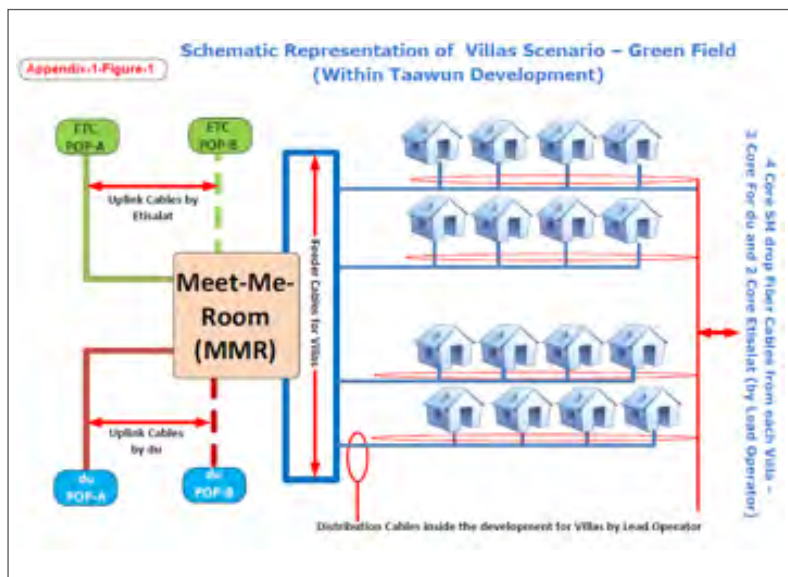 Schematic Representation of Villas Scenario – Green Field
(Within Taawun Development)
Appendix-1-Figure-1
ETC
POP-A
ETC
POP-B
Uplink Cables by
Etisalat
Meet-Me-
Room
(MMR)
Feeder Cables for Villas
Uplink Cables
by du
du
POP-A
du
POP-B
4 Core SM drop Fiber Cables from each Villa –
Core For du and 2 Core Etisalat (by Lead Operator)
Distribution Cables inside the development for Villas by Lead Operator